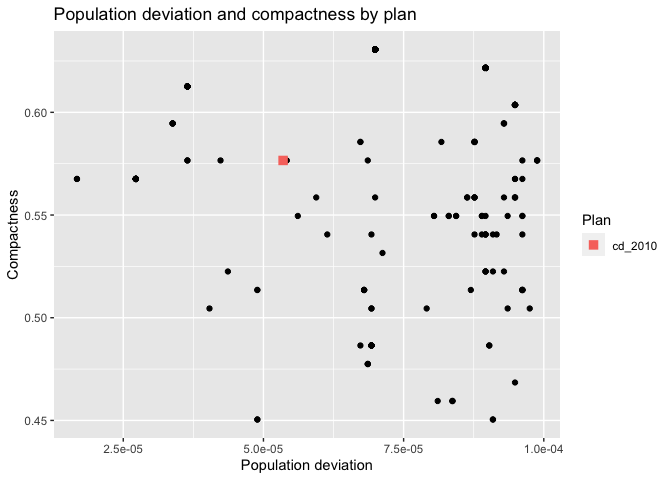 Population deviation and compactness by plan
Compactness
0.60
0.55
0.50
0.45
2.5e-05
5.0e-05
7.5e-05
1.0e-04
Population deviation
Plan
cd_2010